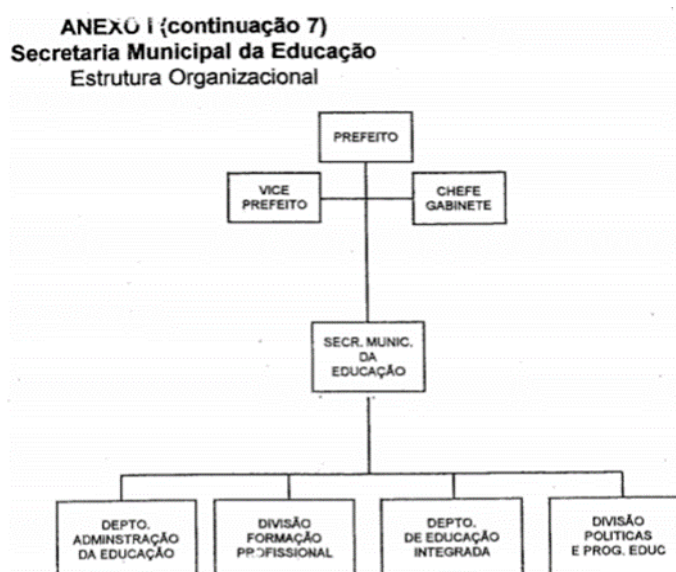 ANEXO I (continuação 7)
Secretaria Municipal da Educação
Estrutura Organizacional
PREFEITO
VICE
PREFEITO
CHEFE
GABINETE
SECR. MUNIC.
DA
EDUCAÇÃO
DEPTO.
ADMINSTRAÇÃO
DA EDUCAÇÃO
DIVISÃO
FORMAÇÃO
PROFISSIONAL
DEPTO.
DE EDUCAÇÃO
INTEGRADA
DIVISÃO
POLITICAS
E PROG. EDUC